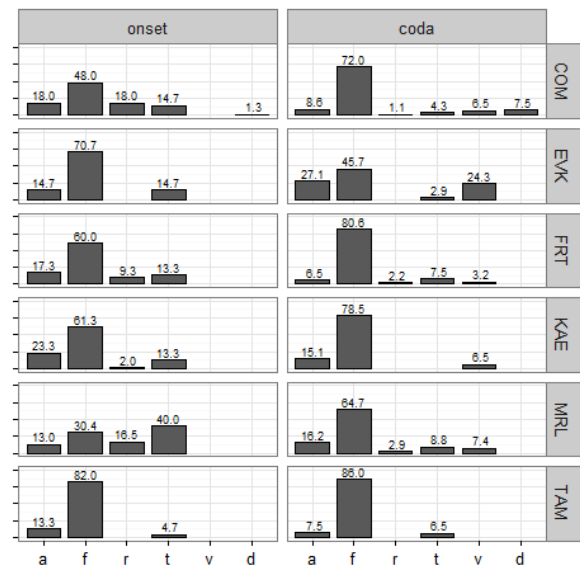 onset coda
18.0 48.0 18.0 14.7 1.3 8.6 72.0 1.1 4.3 6.5 7.5 COM
14.7 70.7 14.7 27.1 45.7 2.9 24.3 EVK
17.3 60.0 9.3 13.3 6.5 80.6 2.2 7.5 3.2 FRT
23.3 61.3 2.0 13.3 15.1 78.5 6.5 KAE
13.0 30.4 16.5 40.0 16.2 64.7 2.9 8.8 7.4 MRL
13.3 82.0 4.7 7.5 86.0 6.5 TAM
a f r t v d a f r t v d